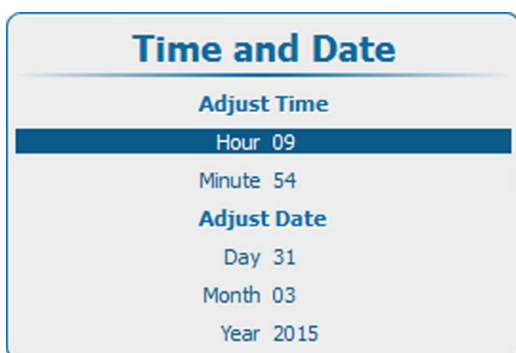 Time and Date
Adjust Time
Hour 09
Minute 54
Adjust Date
Day 31
Month 03
Year 2015